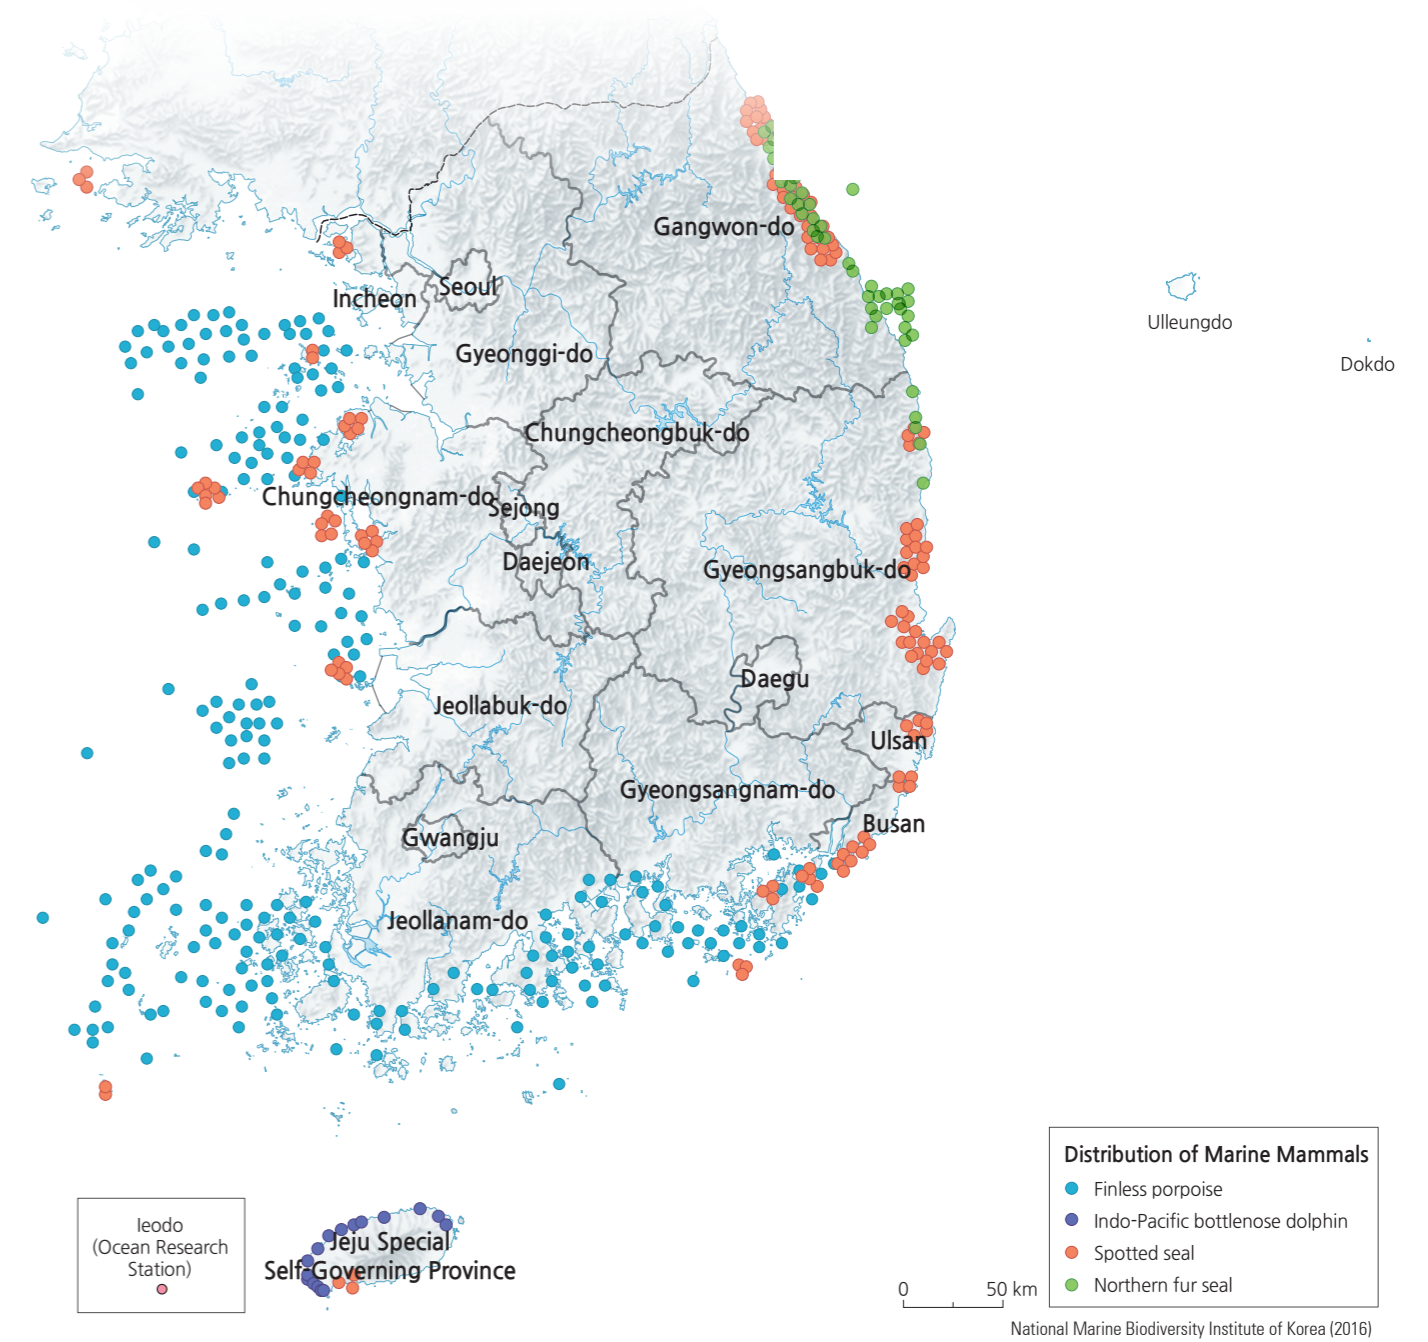 Gangwon-do
Seoul
Incheon
Ulleungdo
Gyeonggi-do
Dokdo
Chungcheongbuk-do
Chungcheongnam-do
Sejong
Daejeon
Gyeongsangbuk-do
Daegu
Jeollabuk-do
Ulsan
Gyeongsangnam-do
Busan
Gwangju
Jeollanam-do
Distribution of Marine Mammals
Finless porpoise
Indo-Pacific bottlenose dolphin
Spotted seal
Northern fur seal
Ieodo
(Ocean Research
Station)
Jeju Special
Self-Governing Province
0 50 km
National Marine Biodiversity Institute of Korea (2016)